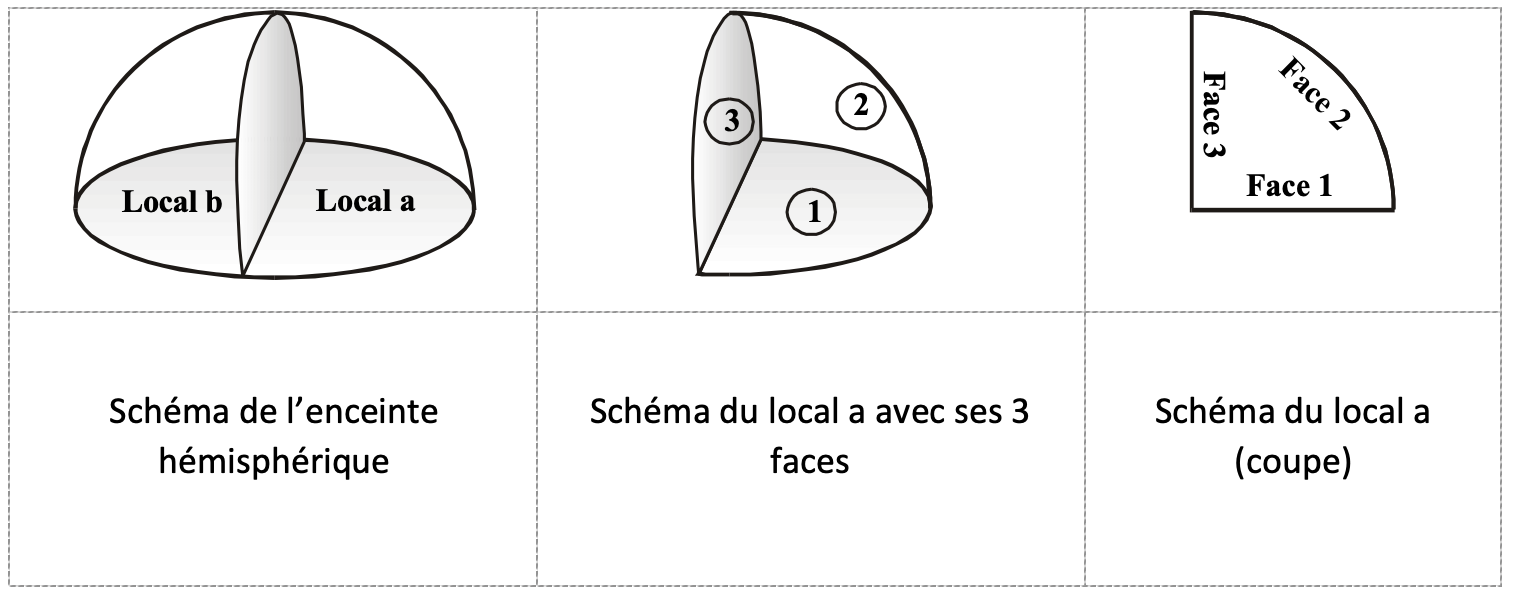 Local b
Local a
3
2
1
Face 3
Face 2
Face 1
Schéma de l’enceinte
hémisphérique
Schéma du local a avec ses 3
faces
Schéma du local a
(coupe)